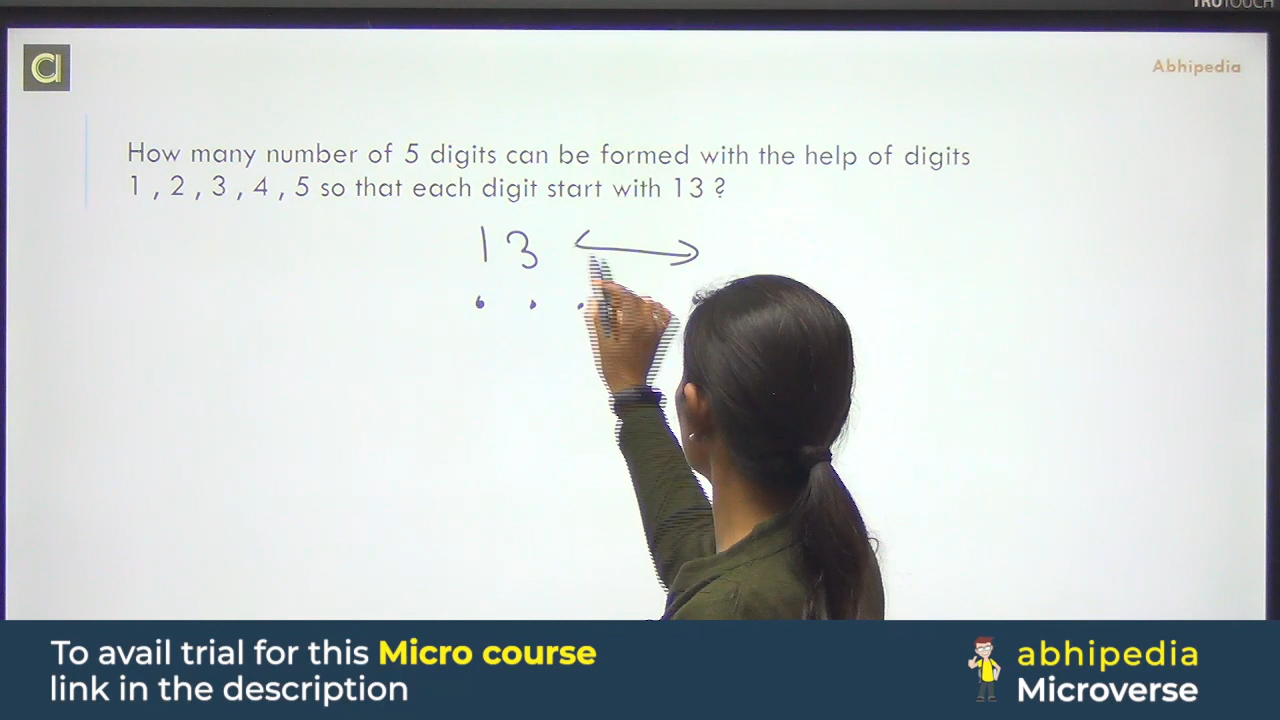 TRUTOUCH
a
Abhipedia
How many number of 5 digits can be formed with the help of digits
1 , 2 , 3 , 4 , 5 so that each digit start with 13 ?
13
To avail trial for this Micro course
link in the description
abhipedia
Microverse